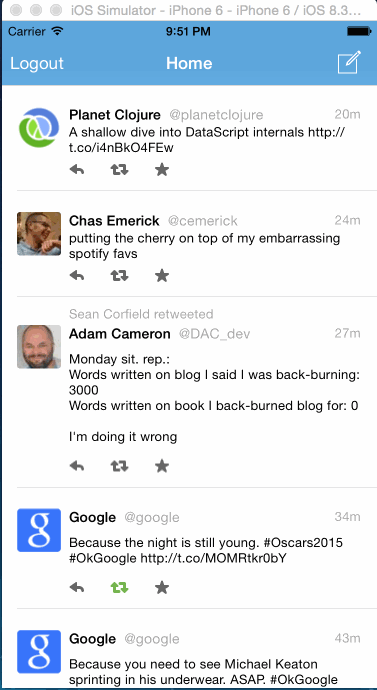 iOS Simulator - iPhone 6 - iPhone 6 / iOS 8.3...
Carrier 9:51 PM
Logout Home
Planet Clojure @planetclojure 20m
A shallow dive into DataScript internals http://
t.co/i4nBkO4FEw
Chas Emerick @cemerick 24m
putting the cherry on top of my embarrassing
spotify favs
Sean Corfield retweeted
Adam Cameron @DAC_dev 27m
Monday sit. rep.:
Words written on blog I said I was back-burning:
3000
Words written on book I back-burned blog for: 0
I'm doing it wrong
Google @google 34m
Because the night is still young. #Oscars2015
#OkGoogle http://t.co/MOMRtkr0bY
Google @google 43m
Because you need to see Michael Keaton
sprinting in his underwear. ASAP. #OkGoogle